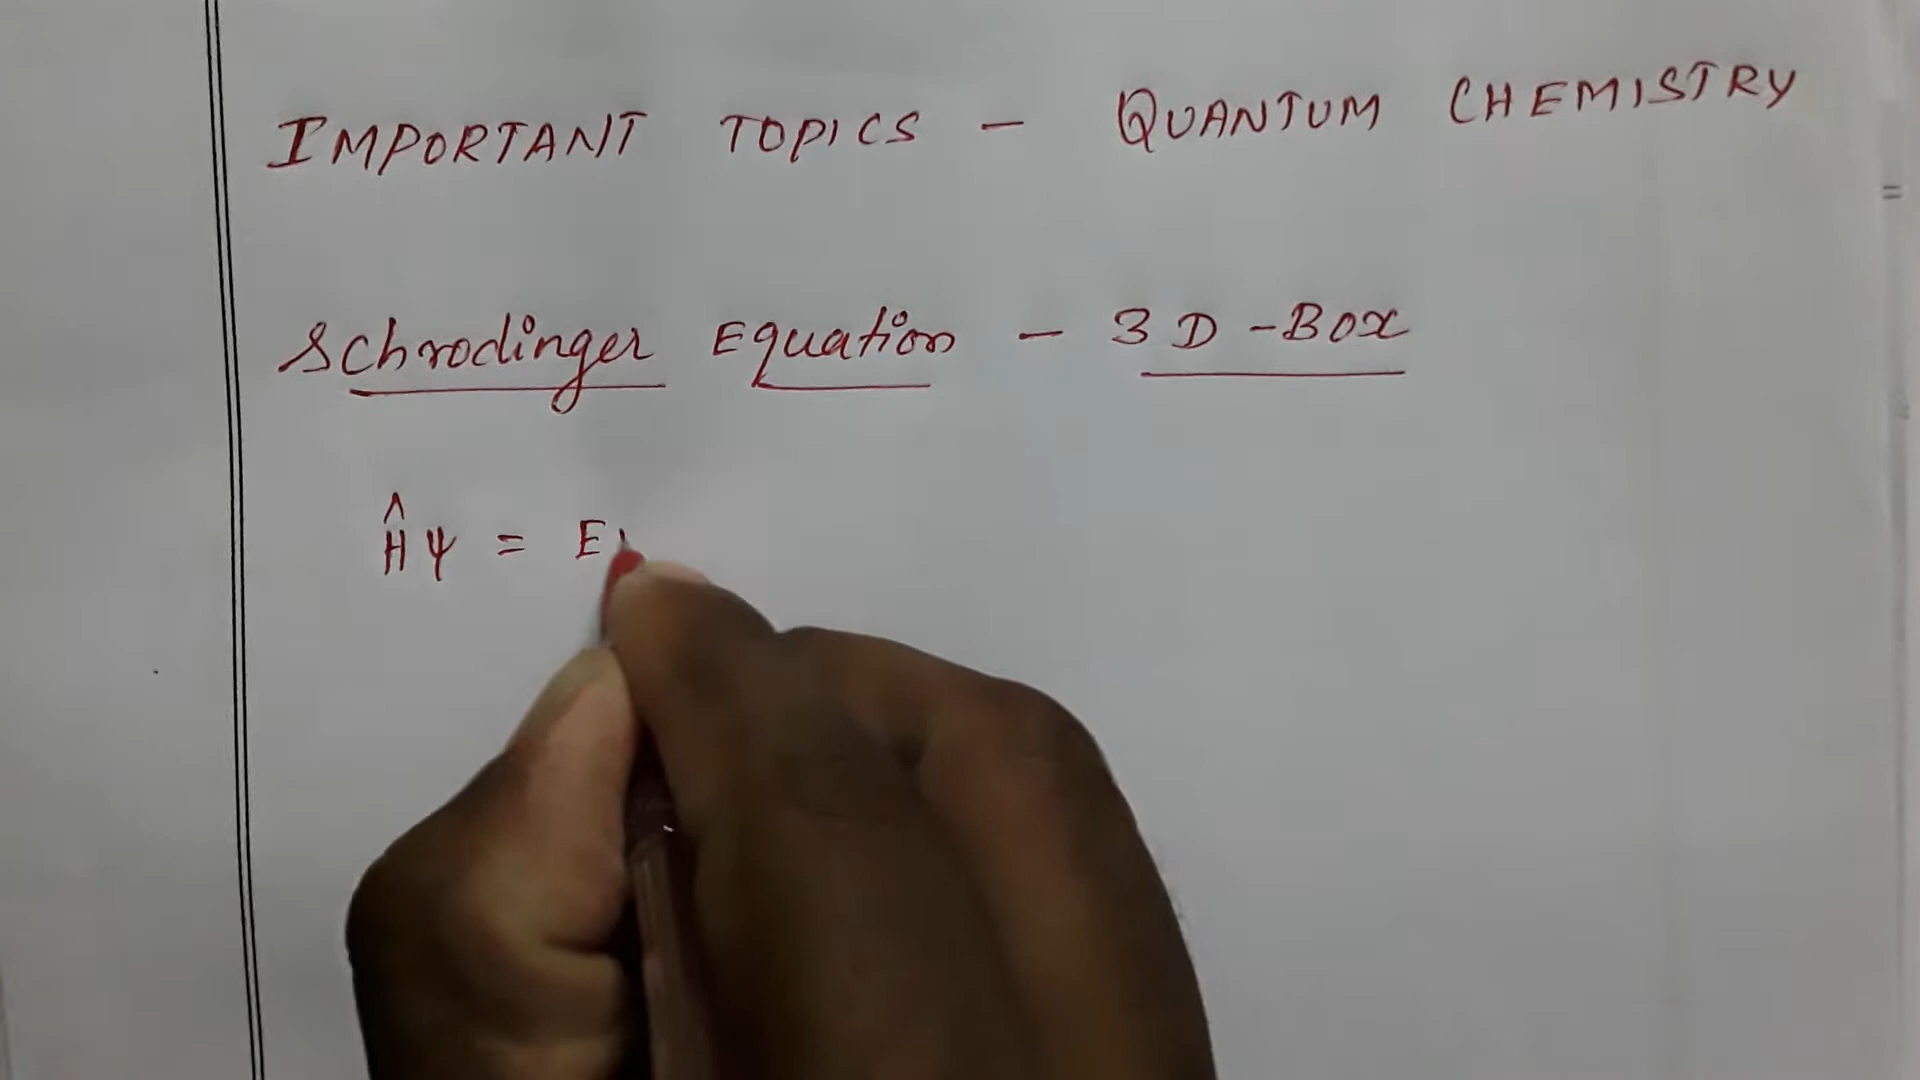 IMPORTANT TOPICS - QUANTUM CHEMISTRY
Schrodinger Equation - 3D-Box
Ĥψ = E